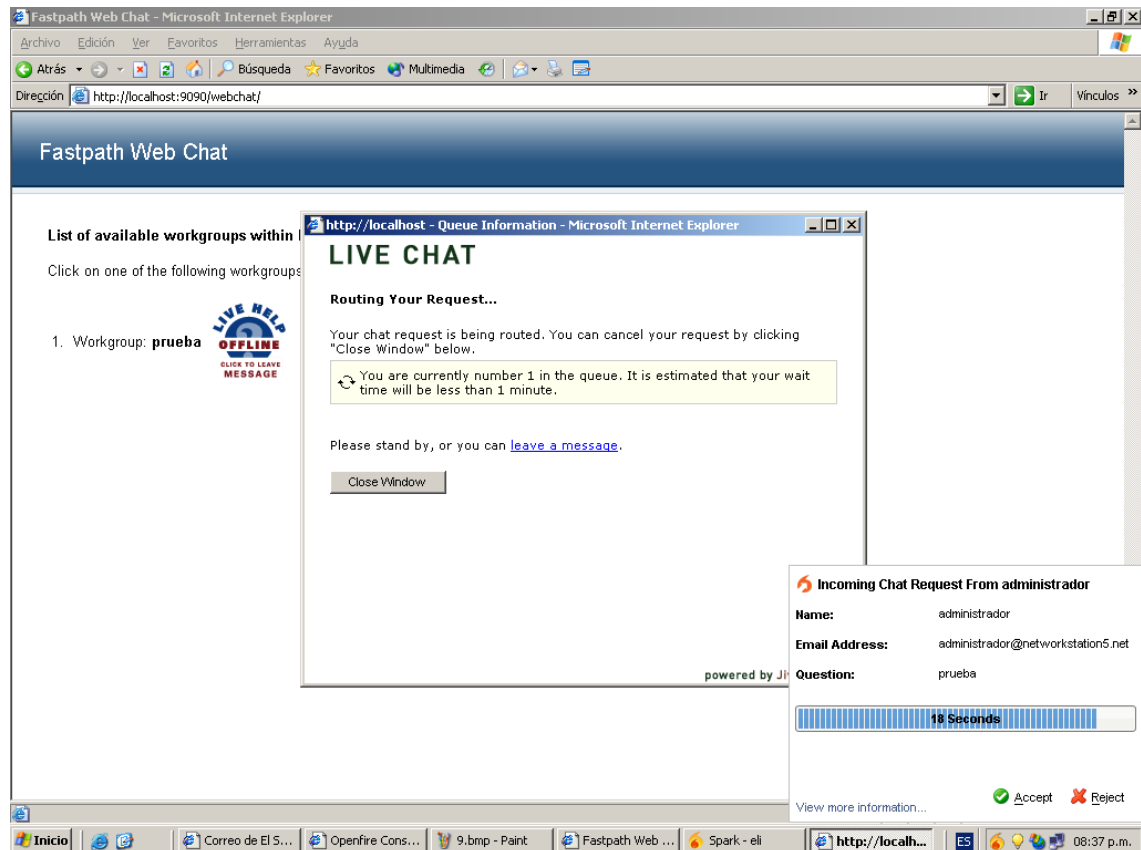 Fastpath Web Chat - Microsoft Internet Explorer
Archivo Edición Ver Favoritos Herramientas Ayuda
Atrás Búsqueda Favoritos Multimedia
Dirección http://localhost:9090/webchat/ Ir Vínculos »
Fastpath Web Chat
List of available workgroups within
Click on one of the following workgroups
1. Workgroup: prueba
LIVE HELP
OFFLINE
CLICK TO LEAVE
MESSAGE
http://localhost - Queue Information - Microsoft Internet Explorer
LIVE CHAT
Routing Your Request...
Your chat request is being routed. You can cancel your request by clicking
"Close Window" below.
You are currently number 1 in the queue. It is estimated that your wait
time will be less than 1 minute.
Please stand by, or you can leave a message.
Close Window
powered by Ji
Incoming Chat Request From administrador
Name: administrador
Email Address: administrador@networkstation5.net
Question: prueba
18 Seconds
View more information...
Accept Reject
Inicio Correo de El S... Openfire Cons... 9.bmp - Paint Fastpath Web ... Spark - eli http://localh... ES 08:37 p.m.